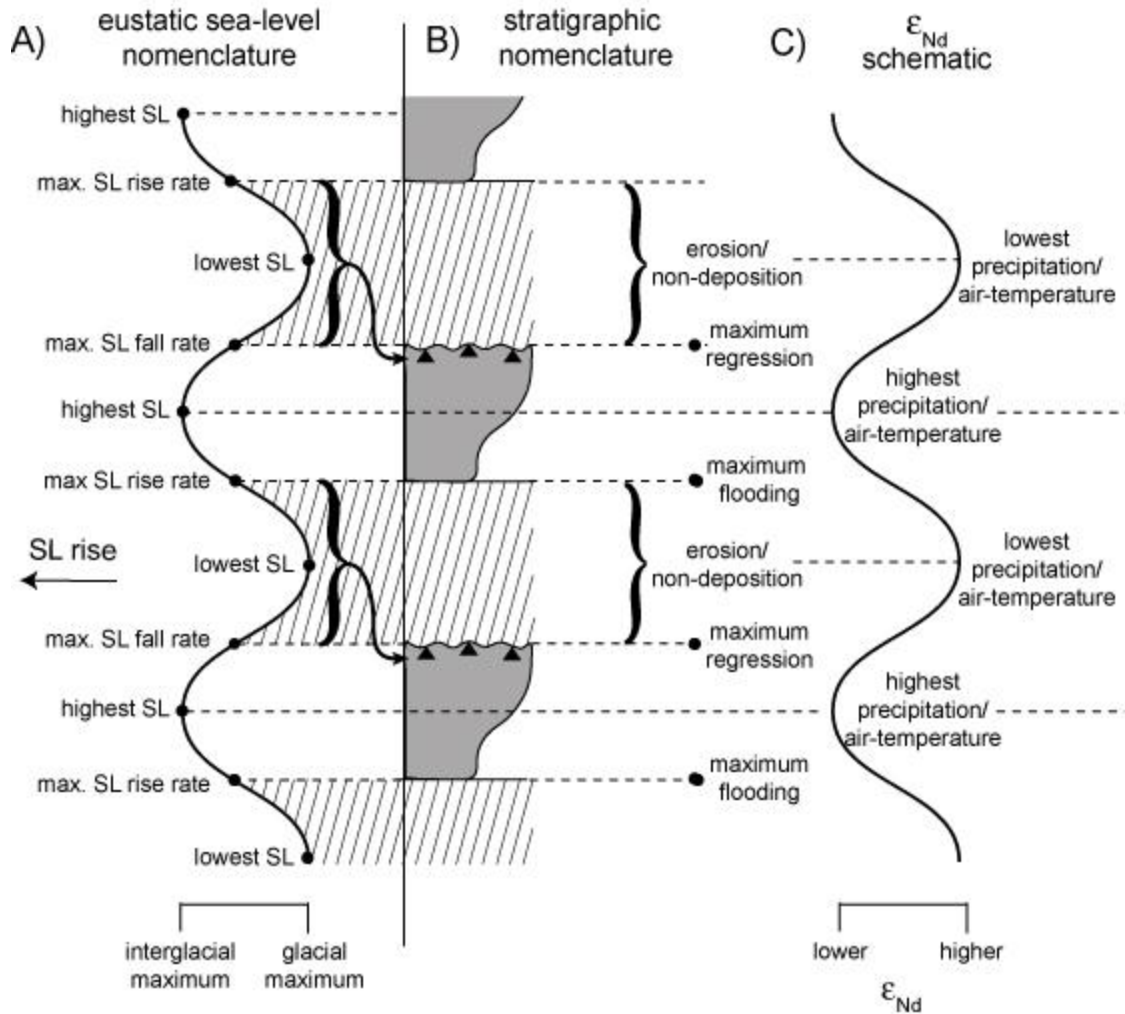 A)
eustatic sea-level
nomenclature
B)
stratigraphic
nomenclature
C)
εNd
schematic
highest SL
max. SL rise rate
lowest SL
max. SL fall rate
highest SL
max SL rise rate
SL rise
lowest SL
max. SL fall rate
highest SL
max. SL rise rate
lowest SL
interglacial
maximum
glacial
maximum
erosion/
non-deposition
maximum
regression
maximum
flooding
erosion/
non-deposition
maximum
regression
maximum
flooding
lowest
precipitation/
air-temperature
highest
precipitation/
air-temperature
lowest
precipitation/
air-temperature
highest
precipitation/
air-temperature
lower
higher
εNd